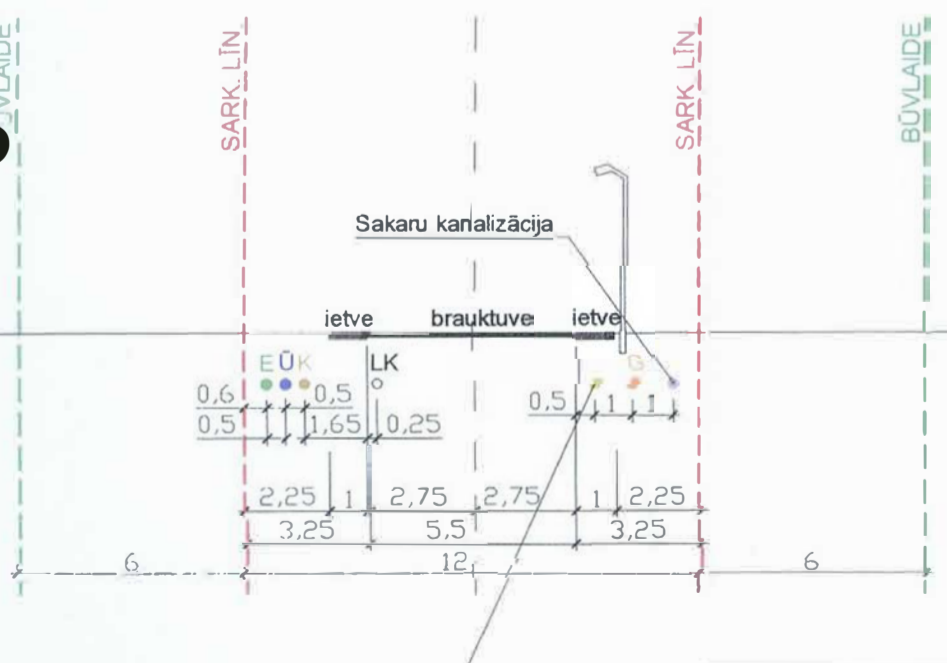 BŪVLAIDE
SARK. LĪN.
SARK. LĪN.
BŪVLAIDE
Sakaru kanalizācija
ietve brauktuve ietve
E Ū K LK G
0,6 0,5 0,5 1 1
0,5 1,65 0,25
2,25 1 2,75 2,75 1 2,25
3,25 5,5 3,25
6 12 6